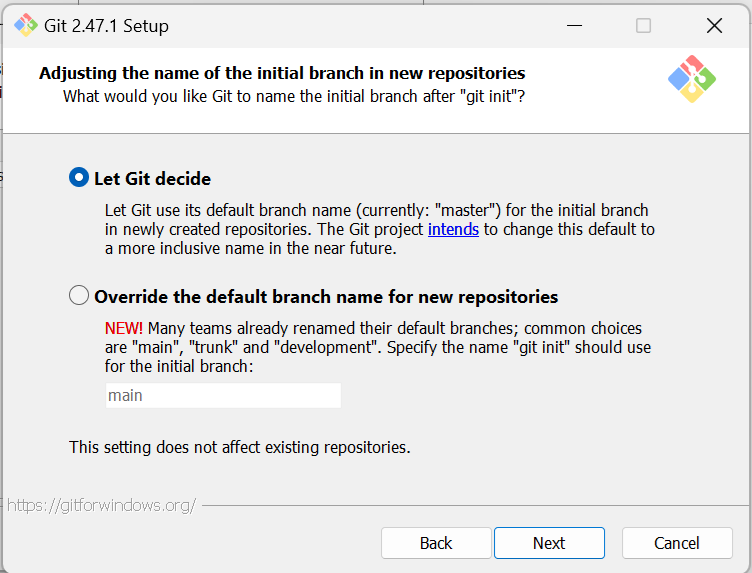 Git 2.47.1 Setup
Adjusting the name of the initial branch in new repositories
What would you like Git to name the initial branch after "git init"?
Let Git decide
Let Git use its default branch name (currently: "master") for the initial branch
in newly created repositories. The Git project intends to change this default to
a more inclusive name in the near future.
Override the default branch name for new repositories
NEW! Many teams already renamed their default branches; common choices
are "main", "trunk" and "development". Specify the name "git init" should use
for the initial branch:
main
This setting does not affect existing repositories.
https://gitforwindows.org/
Back Next Cancel